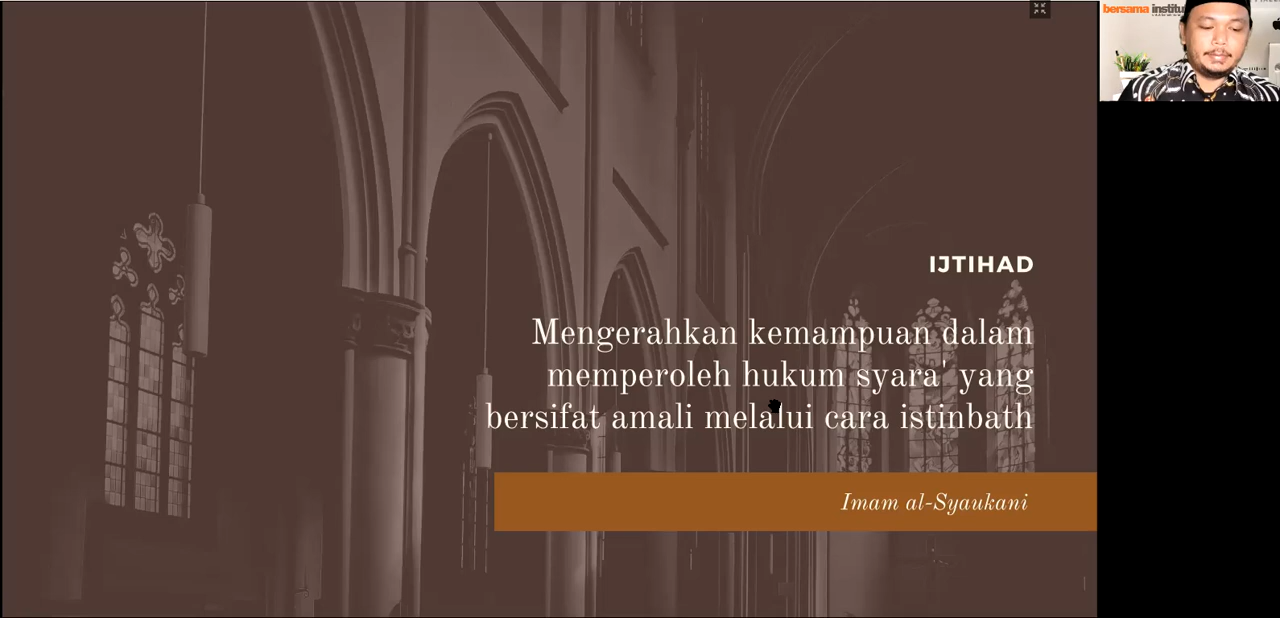 bersama institu
IJTIHAD
Mengerahkan kemampuan dalam
memperoleh hukum syara' yang
bersifat amali melalui cara istinbath
Imam al-Syaukani